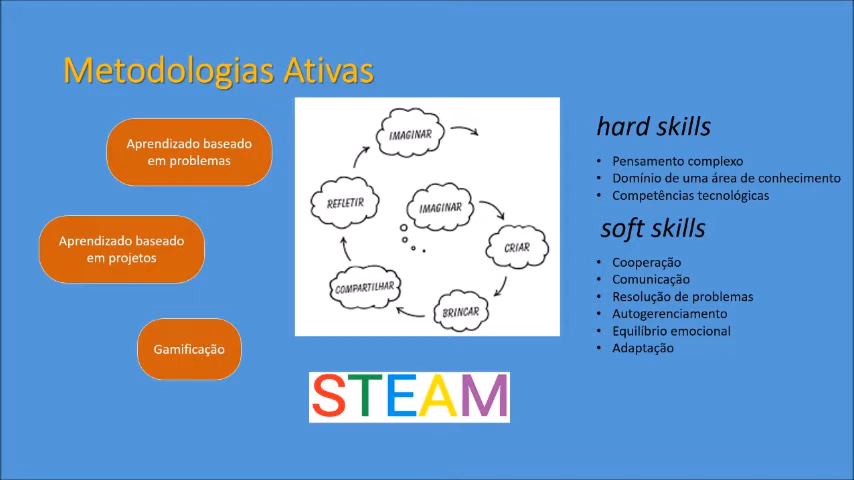 Metodologias Ativas
Aprendizado baseado
em problemas
Aprendizado baseado
em projetos
Gamificação
IMAGINAR
REFLETIR
IMAGINAR
CRIAR
COMPARTILHAR
BRINCAR
STEAM
hard skills
• Pensamento complexo
• Domínio de uma área de conhecimento
• Competências tecnológicas
soft skills
• Cooperação
• Comunicação
• Resolução de problemas
• Autogerenciamento
• Equilíbrio emocional
• Adaptação